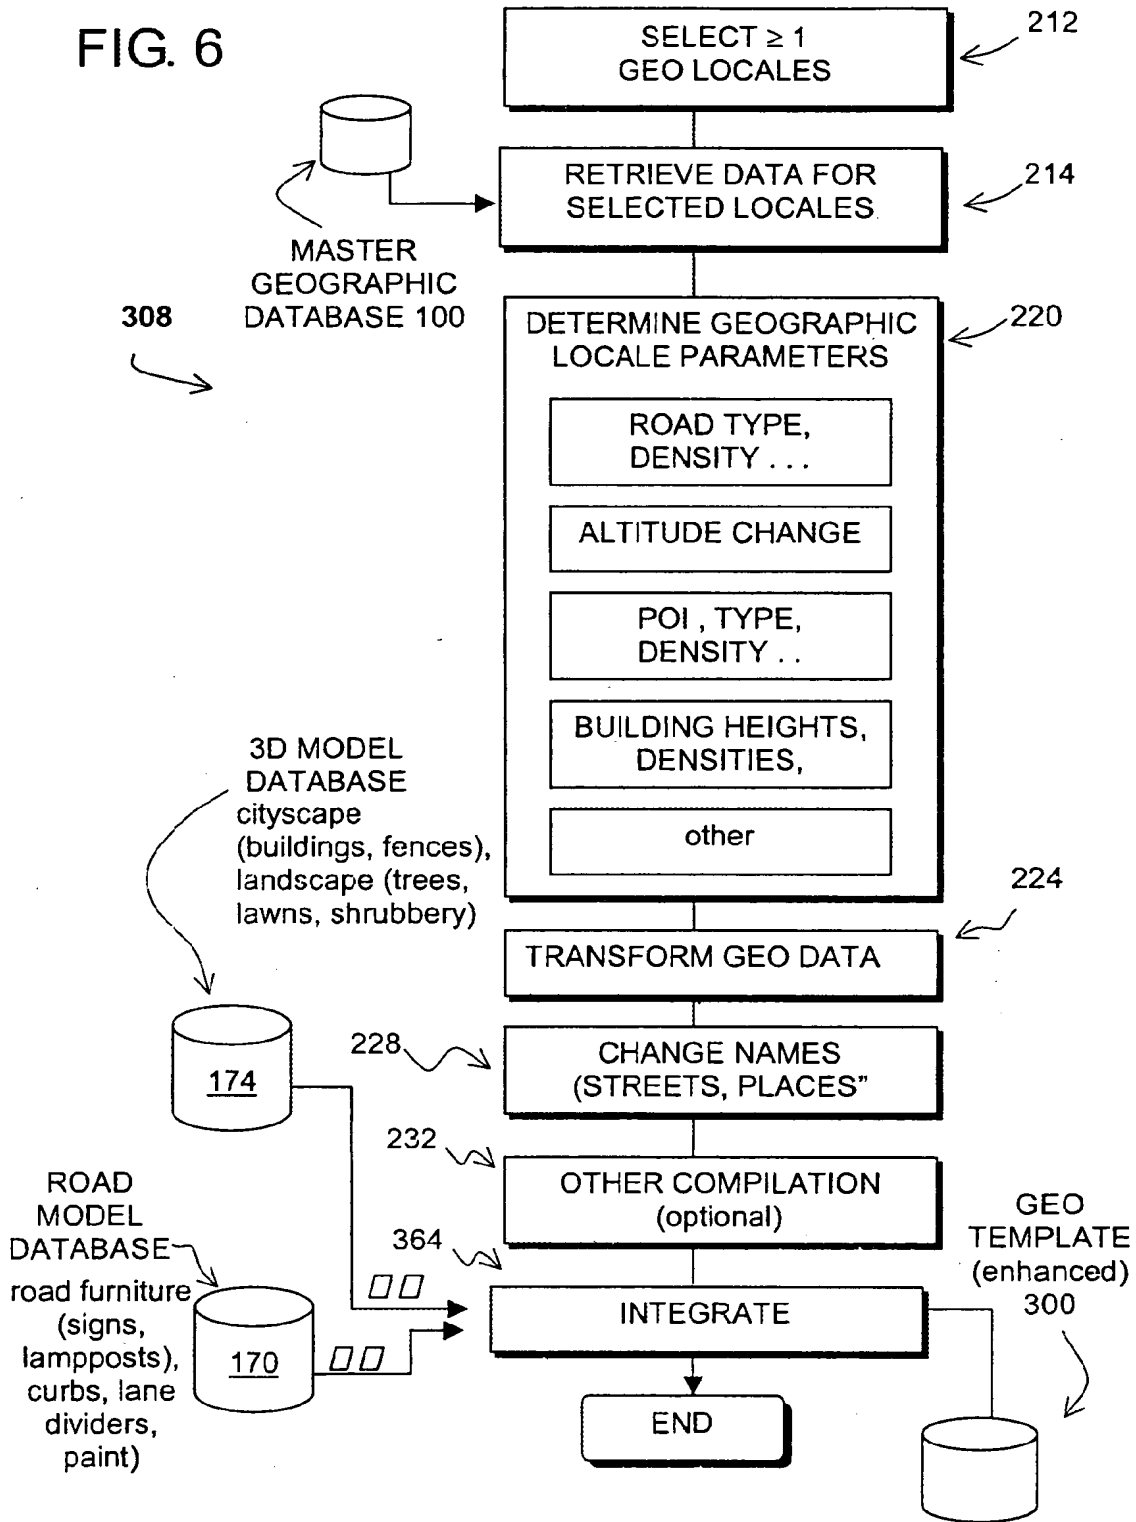 FIG. 6
SELECT ≥ 1
GEO LOCALES
212
RETRIEVE DATA FOR
SELECTED LOCALES
214
MASTER
GEOGRAPHIC
DATABASE 100
308
DETERMINE GEOGRAPHIC
LOCALE PARAMETERS
220
ROAD TYPE,
DENSITY . . .
ALTITUDE CHANGE
POI , TYPE,
DENSITY . .
BUILDING HEIGHTS,
DENSITIES,
other
3D MODEL
DATABASE
cityscape
(buildings, fences),
landscape (trees,
lawns, shrubbery)
224
TRANSFORM GEO DATA
174
228
CHANGE NAMES
(STREETS, PLACES”
232
OTHER COMPILATION
(optional)
ROAD
MODEL
DATABASE
road furniture
(signs,
lampposts),
curbs, lane
dividers,
paint)
170
364
INTEGRATE
GEO
TEMPLATE
(enhanced)
300
END